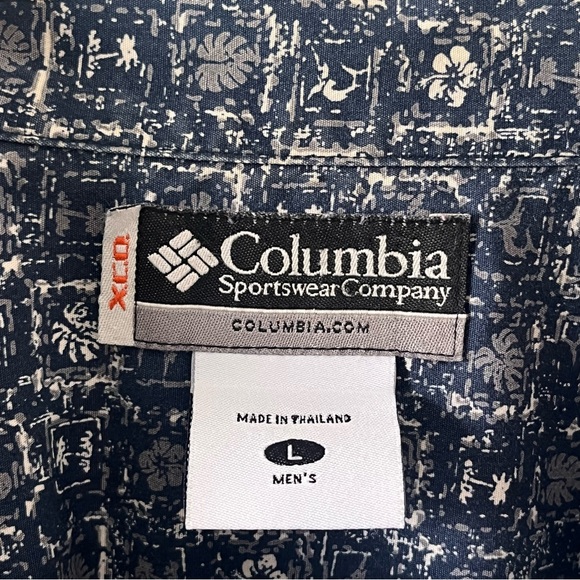 XCO.
Columbia
Sportswear Company
COLUMBIA.COM
MADE IN THAILAND
L
MEN'S